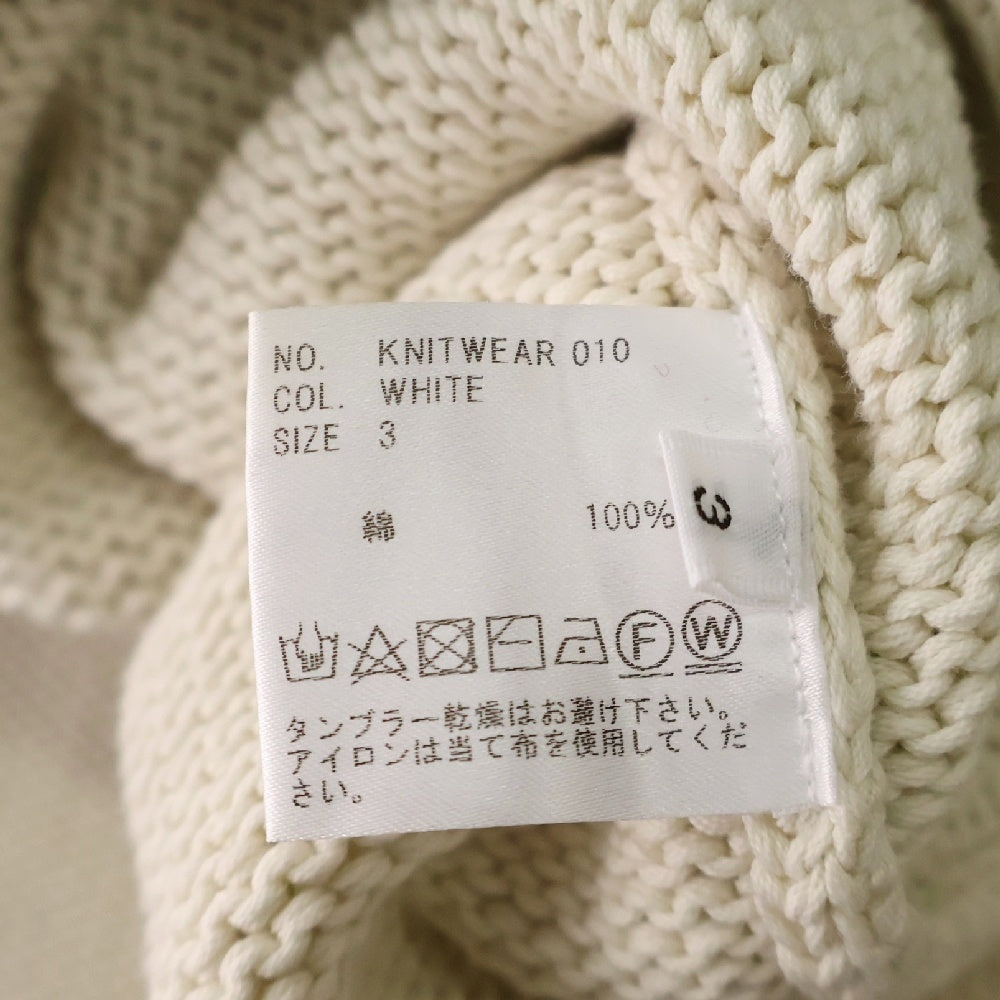 NO. KNITWEAR 010
COL. WHITE
SIZE 3
3
綿 100%
F W
タンブラー乾燥はお避け下さい。
アイロンは当て布を使用してくだ
さい。